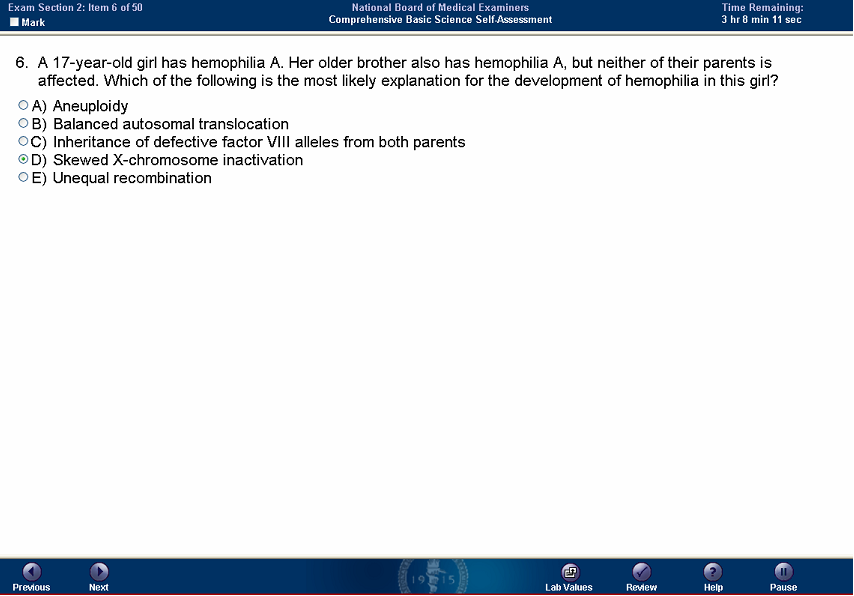 Exam Section 2: Item 6 of 50
National Board of Medical Examiners
Time Remaining:
Mark
Comprehensive Basic Science Self-Assessment
3 hr 8 min 11 sec
6. A 17-year-old girl has hemophilia A. Her older brother also has hemophilia A, but neither of their parents is
affected. Which of the following is the most likely explanation for the development of hemophilia in this girl?
A) Aneuploidy
B) Balanced autosomal translocation
C) Inheritance of defective factor VIII alleles from both parents
D) Skewed X-chromosome inactivation
E) Unequal recombination
1915
Previous
Next
Lab Values
Review
Help
Pause